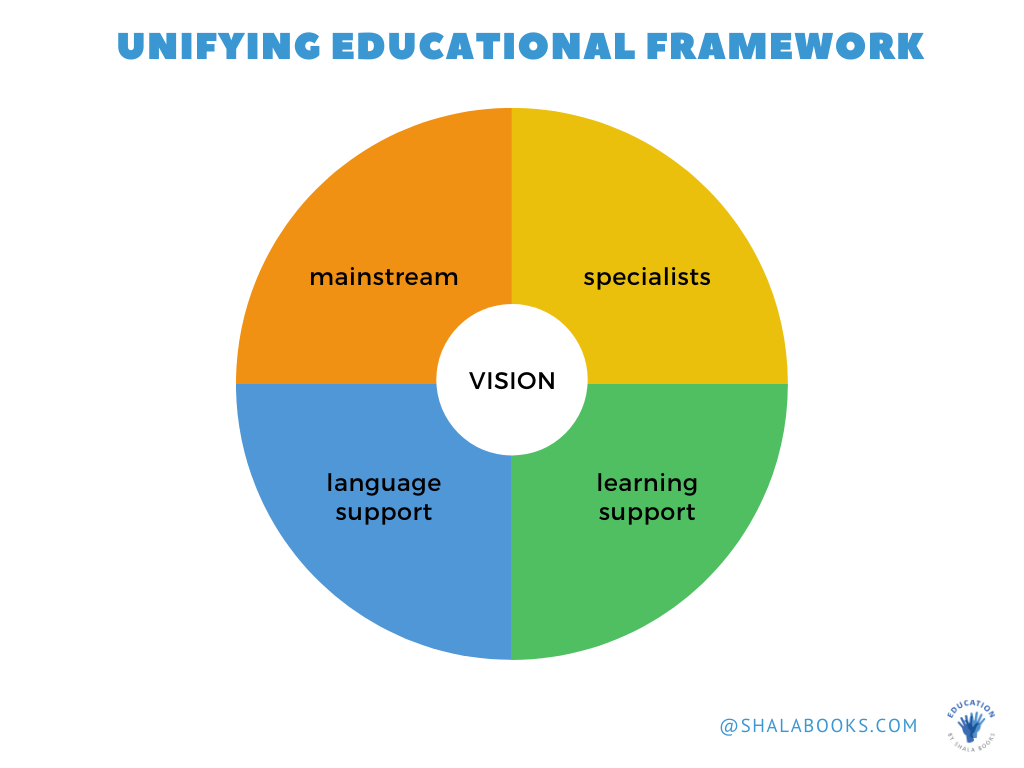 UNIFYING EDUCATIONAL FRAMEWORK
mainstream
specialists
VISION
language
support
learning
support
@SHALABOOKS.COM
EDUCATION
BY SHALA BOOKS